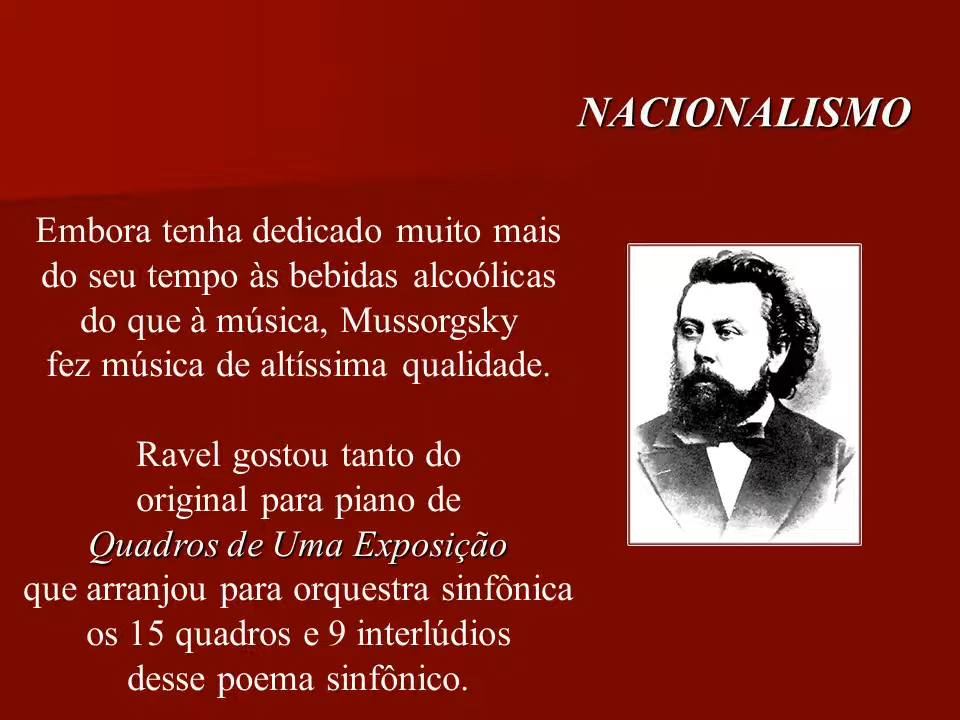 NACIONALISMO
Embora tenha dedicado muito mais
do seu tempo às bebidas alcoólicas
do que à música, Mussorgsky
fez música de altíssima qualidade.
Ravel gostou tanto do
original para piano de
Quadros de Uma Exposição
que arranjou para orquestra sinfônica
os 15 quadros e 9 interlúdios
desse poema sinfônico.